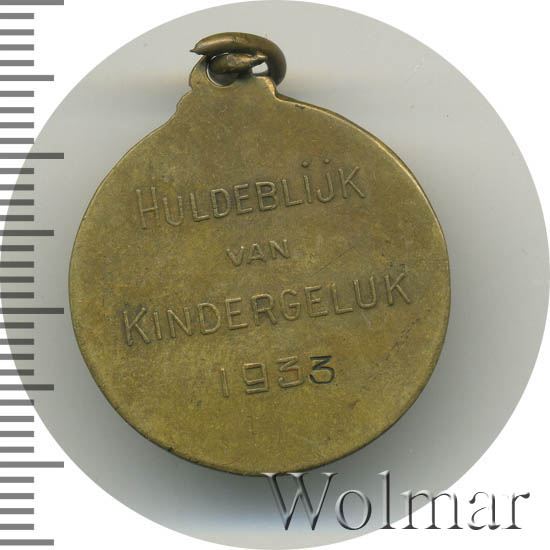 HULDEBLIJK
VAN
KINDERGELUK
1933
Wolmar